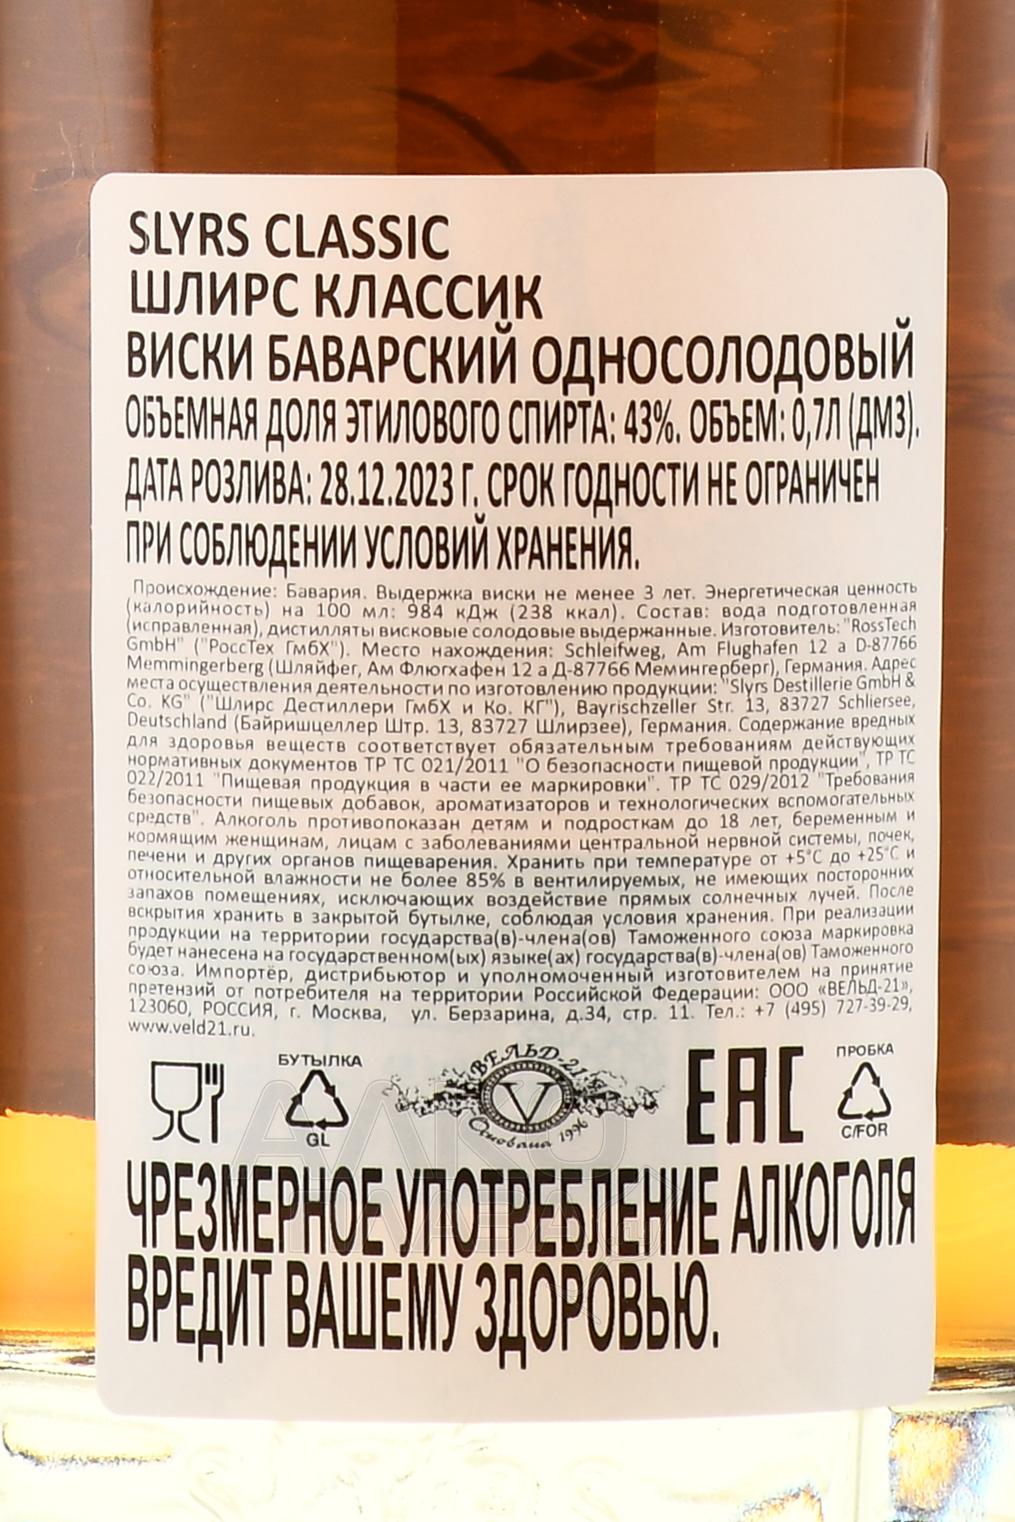 SLYRS CLASSIC
ШЛИРС КЛАССИК
ВИСКИ БАВАРСКИЙ ОДНОСОЛОДОВЫЙ
ОБЪЕМНАЯ ДОЛЯ ЭТИЛОВОГО СПИРТА: 43%. ОБЪЕМ: 0,7Л (ДМ3).
ДАТА РОЗЛИВА: 28.12.2023 Г. СРОК ГОДНОСТИ НЕ ОГРАНИЧЕН
ПРИ СОБЛЮДЕНИИ УСЛОВИЙ ХРАНЕНИЯ.
Происхождение: Бавария. Выдержка виски не менее 3 лет. Энергетическая ценность
(калорийность) на 100 мл: 984 кДж (238 ккал). Состав: вода подготовленная
(исправленная), дистилляты висковые солодовые выдержанные. Изготовитель: "RossTech
GmbH" ("РоссТех ГмбХ"). Место нахождения: Schleifweg, Am Flughafen 12 a D-87766
Memmingerberg (Шляйфег, Ам Флюгхафен 12 а Д-87766 Мемингерберг), Германия. Адрес
места осуществления деятельности по изготовлению продукции: "Slyrs Destillerie GmbH &
Co. KG" ("Шлирс Дестиллери ГмбХ и Ко. КГ"), Bayrischzeller Str. 13, 83727 Schliersee,
Deutschland (Байришцеллер Штр. 13, 83727 Шлирзее), Германия. Содержание вредных
для здоровья веществ соответствует обязательным требованиям действующих
нормативных документов ТР ТС 021/2011 "О безопасности пищевой продукции", ТР ТС
022/2011 "Пищевая продукция в части ее маркировки". ТР ТС 029/2012 "Требования
безопасности пищевых добавок, ароматизаторов и технологических вспомогательных
средств". Алкоголь противопоказан детям и подросткам до 18 лет, беременным и
кормящим женщинам, лицам с заболеваниями центральной нервной системы, почек,
печени и других органов пищеварения. Хранить при температуре от +5°С до +25°С и
относительной влажности не более 85% в вентилируемых, не имеющих посторонних
запахов помещениях, исключающих воздействие прямых солнечных лучей. После
вскрытия хранить в закрытой бутылке, соблюдая условия хранения. При реализации
продукции на территории государства(в)-члена(ов) Таможенного союза маркировка
будет нанесена на государственном(ых) языке(ах) государства(в)-члена(ов) Таможенного
союза. Импортёр, дистрибьютор и уполномоченный изготовителем на принятие
претензий от потребителя на территории Российской Федерации: ООО «ВЕЛЬД-21»,
123060, РОССИЯ, г. Москва, ул. Берзарина, д.34, стр. 11. Тел.: +7 (495) 727-39-29,
www.veld21.ru.
БУТЫЛКА
GL
ВЕЛЬД-21
V
Основана 1996
EAC
ПРОБКА
C/FOR
ЧРЕЗМЕРНОЕ УПОТРЕБЛЕНИЕ АЛКОГОЛЯ
ВРЕДИТ ВАШЕМУ ЗДОРОВЬЮ.